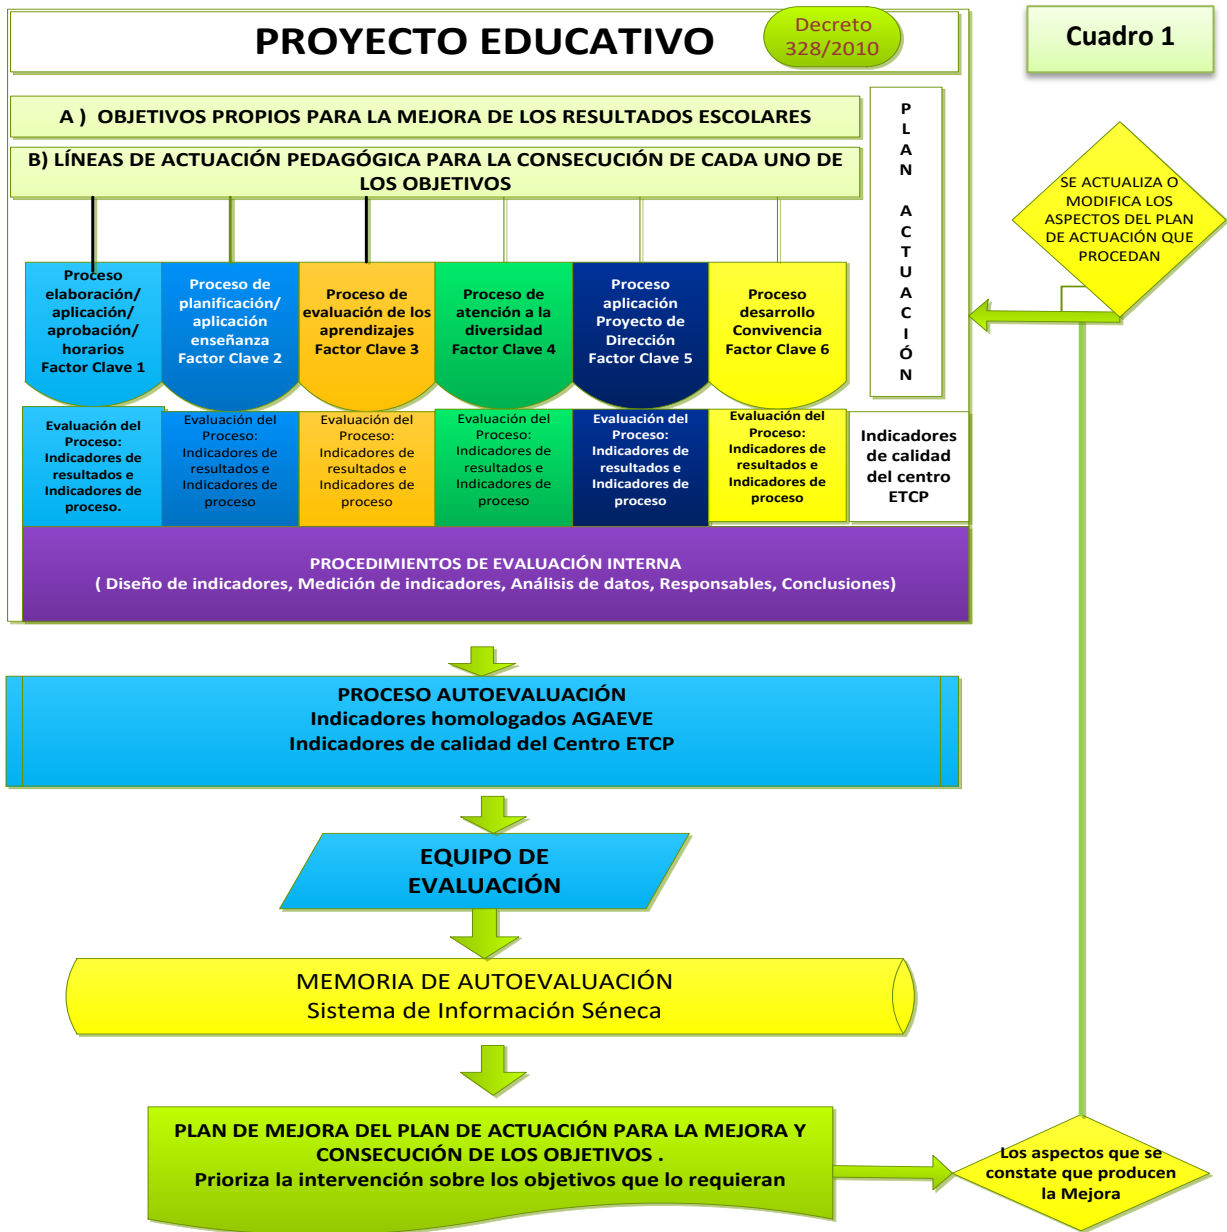 PROYECTO EDUCATIVO
Decreto
328/2010
Cuadro 1
A )  OBJETIVOS PROPIOS PARA LA MEJORA DE LOS RESULTADOS ESCOLARES
B) LÍNEAS DE ACTUACIÓN PEDAGÓGICA PARA LA CONSECUCIÓN DE CADA UNO DE
LOS OBJETIVOS
P
L
A
N
A
C
T
U
A
C
I
Ó
N
SE ACTUALIZA O
MODIFICA LOS
ASPECTOS DEL PLAN
DE ACTUACIÓN QUE
PROCEDAN
Proceso
elaboración/
aplicación/
aprobación/
horarios
Factor Clave 1
Proceso de
planificación/
aplicación
enseñanza
Factor Clave 2
Proceso de
evaluación de los
aprendizajes
Factor Clave 3
Proceso de
atención a la
diversidad
Factor Clave 4
Proceso
aplicación
Proyecto de
Dirección
Factor Clave 5
Proceso
desarrollo
Convivencia
Factor Clave 6
Evaluación del
Proceso:
Indicadores de
resultados e
Indicadores de
proceso.
Evaluación del
Proceso:
Indicadores de
resultados e
Indicadores de
proceso
Evaluación del
Proceso:
Indicadores de
resultados e
Indicadores de
proceso
Evaluación del
Proceso:
Indicadores de
resultados e
Indicadores de
proceso
Evaluación del
Proceso:
Indicadores de
resultados e
Indicadores de
proceso
Evaluación del
Proceso:
Indicadores de
resultados e
Indicadores de
proceso
Indicadores
de calidad
del centro
ETCP
PROCEDIMIENTOS DE EVALUACIÓN INTERNA
( Diseño de indicadores, Medición de indicadores, Análisis de datos, Responsables, Conclusiones)
PROCESO AUTOEVALUACIÓN
Indicadores homologados AGAEVE
Indicadores de calidad del Centro ETCP
EQUIPO DE
EVALUACIÓN
MEMORIA DE AUTOEVALUACIÓN
Sistema de Información Séneca
PLAN DE MEJORA DEL PLAN DE ACTUACIÓN PARA LA MEJORA Y
CONSECUCIÓN DE LOS OBJETIVOS .
Prioriza la intervención sobre los objetivos que lo requieran
Los aspectos que se
constate que producen
la Mejora